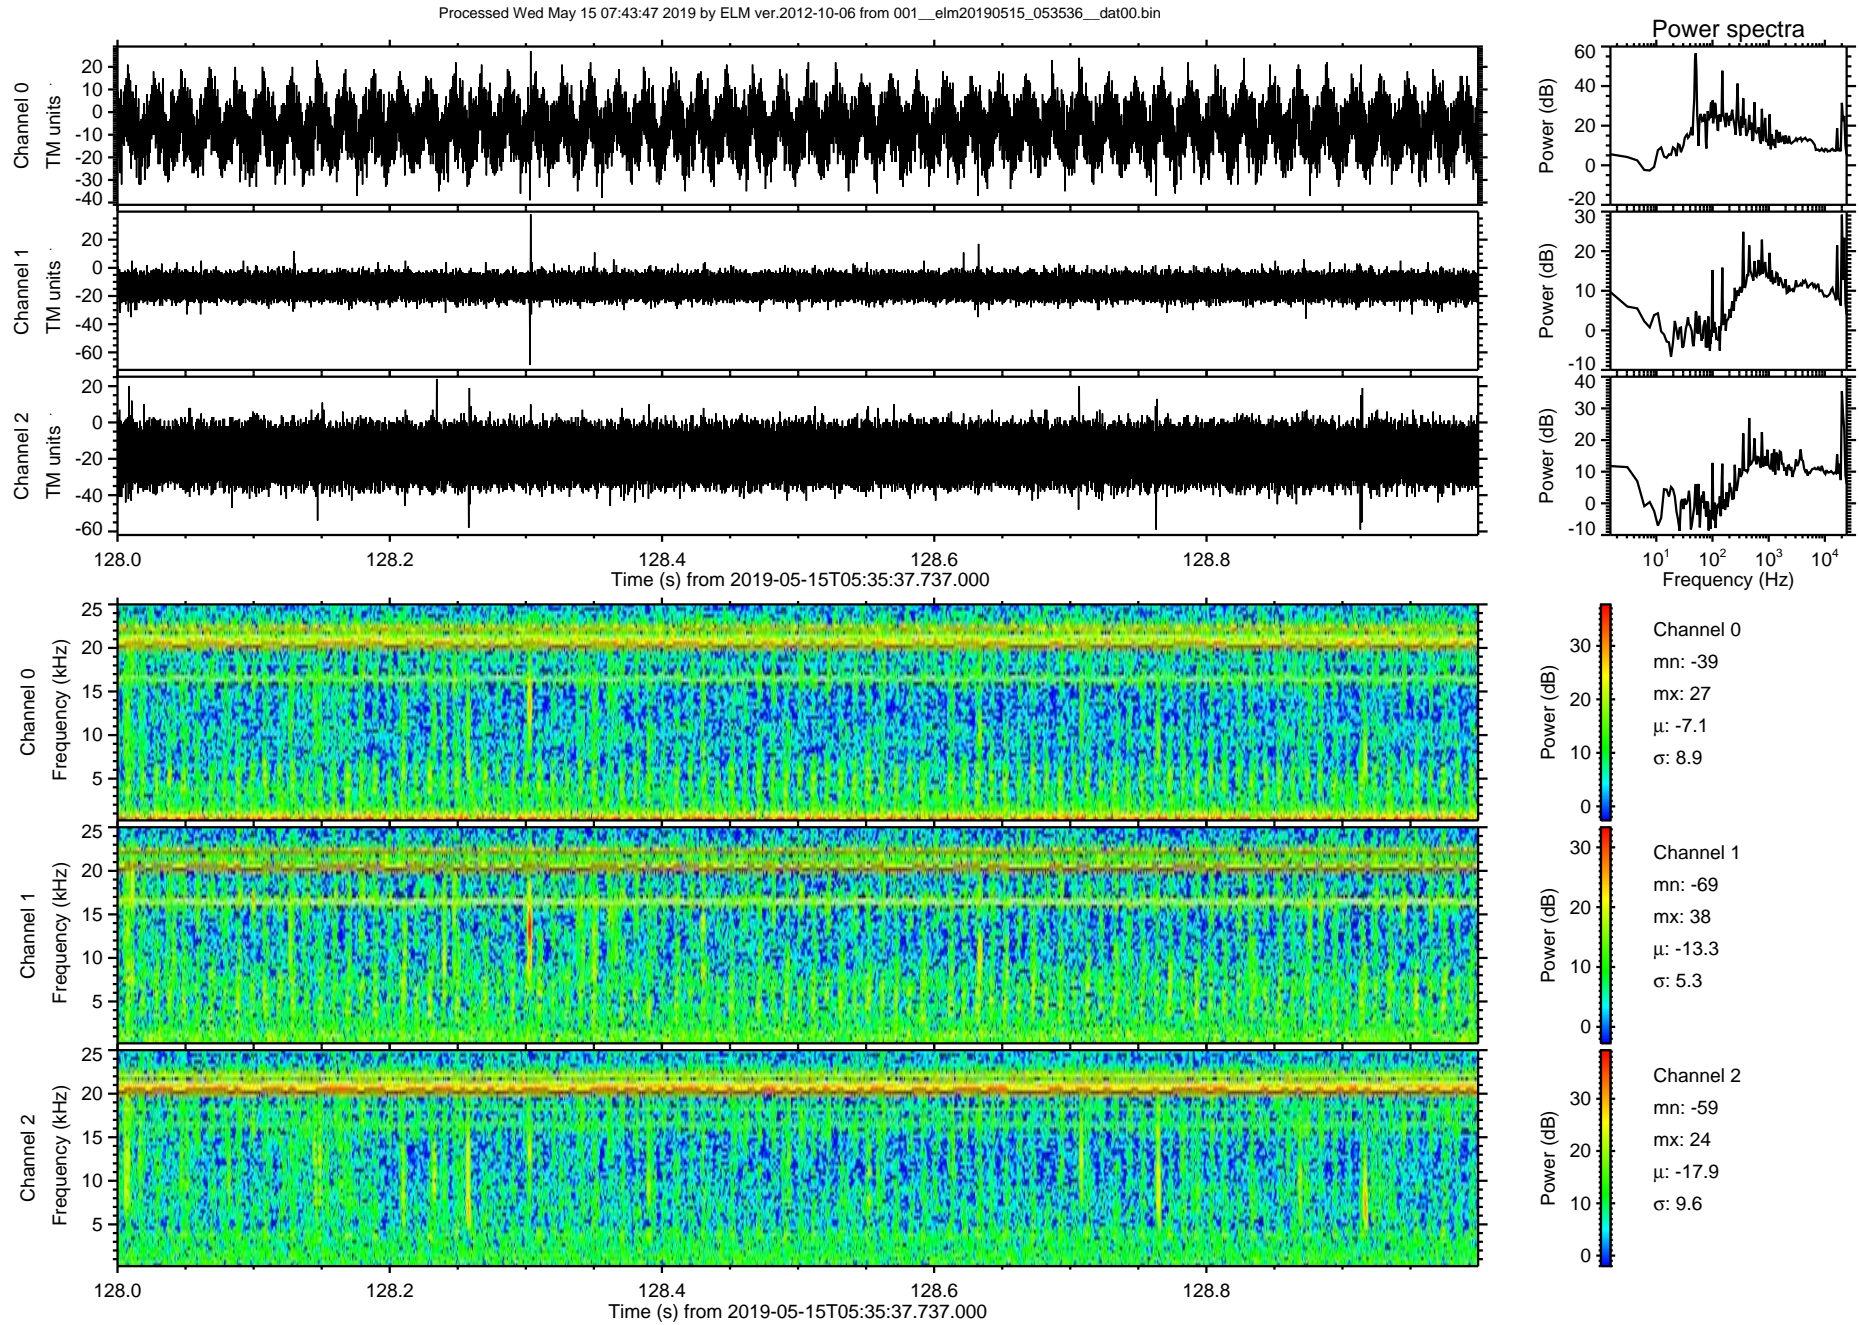 Processed Wed May 15 07:43:47 2019 by ELM ver.2012-10-06 from 001__elm20190515_053536__dat00.bin
Power spectra
Channel 0
TM units
20
10
0
-10
-20
-30
-40
Power (dB)
60
40
20
0
-20
Channel 1
TM units
20
0
-20
-40
-60
Power (dB)
30
20
10
0
-10
Channel 2
TM units
20
0
-20
-40
-60
Power (dB)
40
30
20
10
0
-10
128.0 128.2 128.4 128.6 128.8
Time (s) from 2019-05-15T05:35:37.737.000
10^1 10^2 10^3 10^4
Frequency (Hz)
Channel 0
Frequency (kHz)
25
20
15
10
5
Power (dB)
30
20
10
0
Channel 0
mn: -39
mx: 27
μ: -7.1
σ: 8.9
Channel 1
Frequency (kHz)
25
20
15
10
5
Power (dB)
30
20
10
0
Channel 1
mn: -69
mx: 38
μ: -13.3
σ: 5.3
Channel 2
Frequency (kHz)
25
20
15
10
5
Power (dB)
30
20
10
0
Channel 2
mn: -59
mx: 24
μ: -17.9
σ: 9.6
128.0 128.2 128.4 128.6 128.8
Time (s) from 2019-05-15T05:35:37.737.000